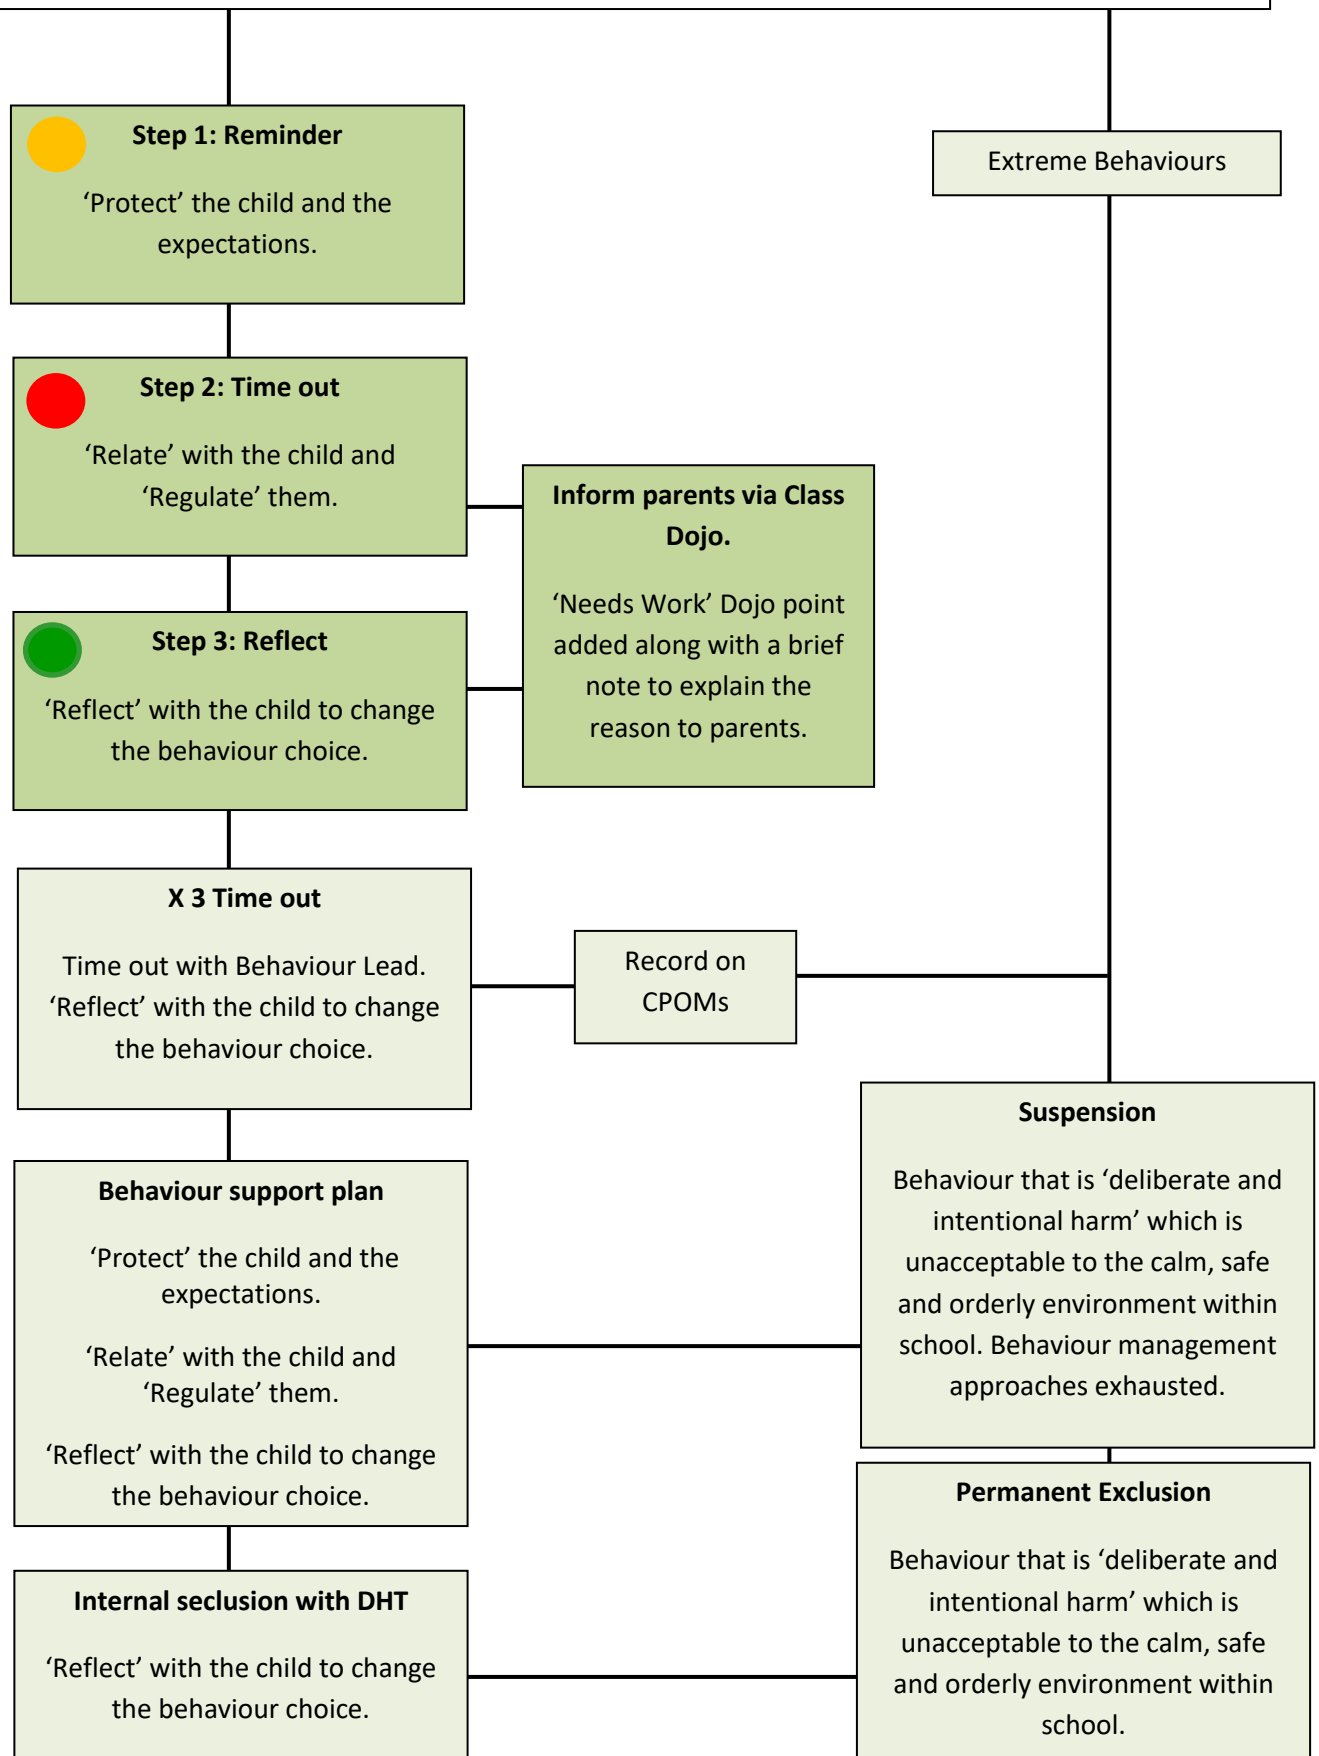 Step 1: Reminder
‘Protect’ the child and the
expectations.
Extreme Behaviours
Step 2: Time out
‘Relate’ with the child and
‘Regulate’ them.
Inform parents via Class
Dojo.
‘Needs Work’ Dojo point
added along with a brief
note to explain the
reason to parents.
Step 3: Reflect
‘Reflect’ with the child to change
the behaviour choice.
X 3 Time out
Time out with Behaviour Lead.
‘Reflect’ with the child to change
the behaviour choice.
Record on
CPOMs
Behaviour support plan
‘Protect’ the child and the
expectations.
‘Relate’ with the child and
‘Regulate’ them.
‘Reflect’ with the child to change
the behaviour choice.
Suspension
Behaviour that is ‘deliberate and
intentional harm’ which is
unacceptable to the calm, safe
and orderly environment within
school. Behaviour management
approaches exhausted.
Internal seclusion with DHT
‘Reflect’ with the child to change
the behaviour choice.
Permanent Exclusion
Behaviour that is ‘deliberate and
intentional harm’ which is
unacceptable to the calm, safe
and orderly environment within
school.